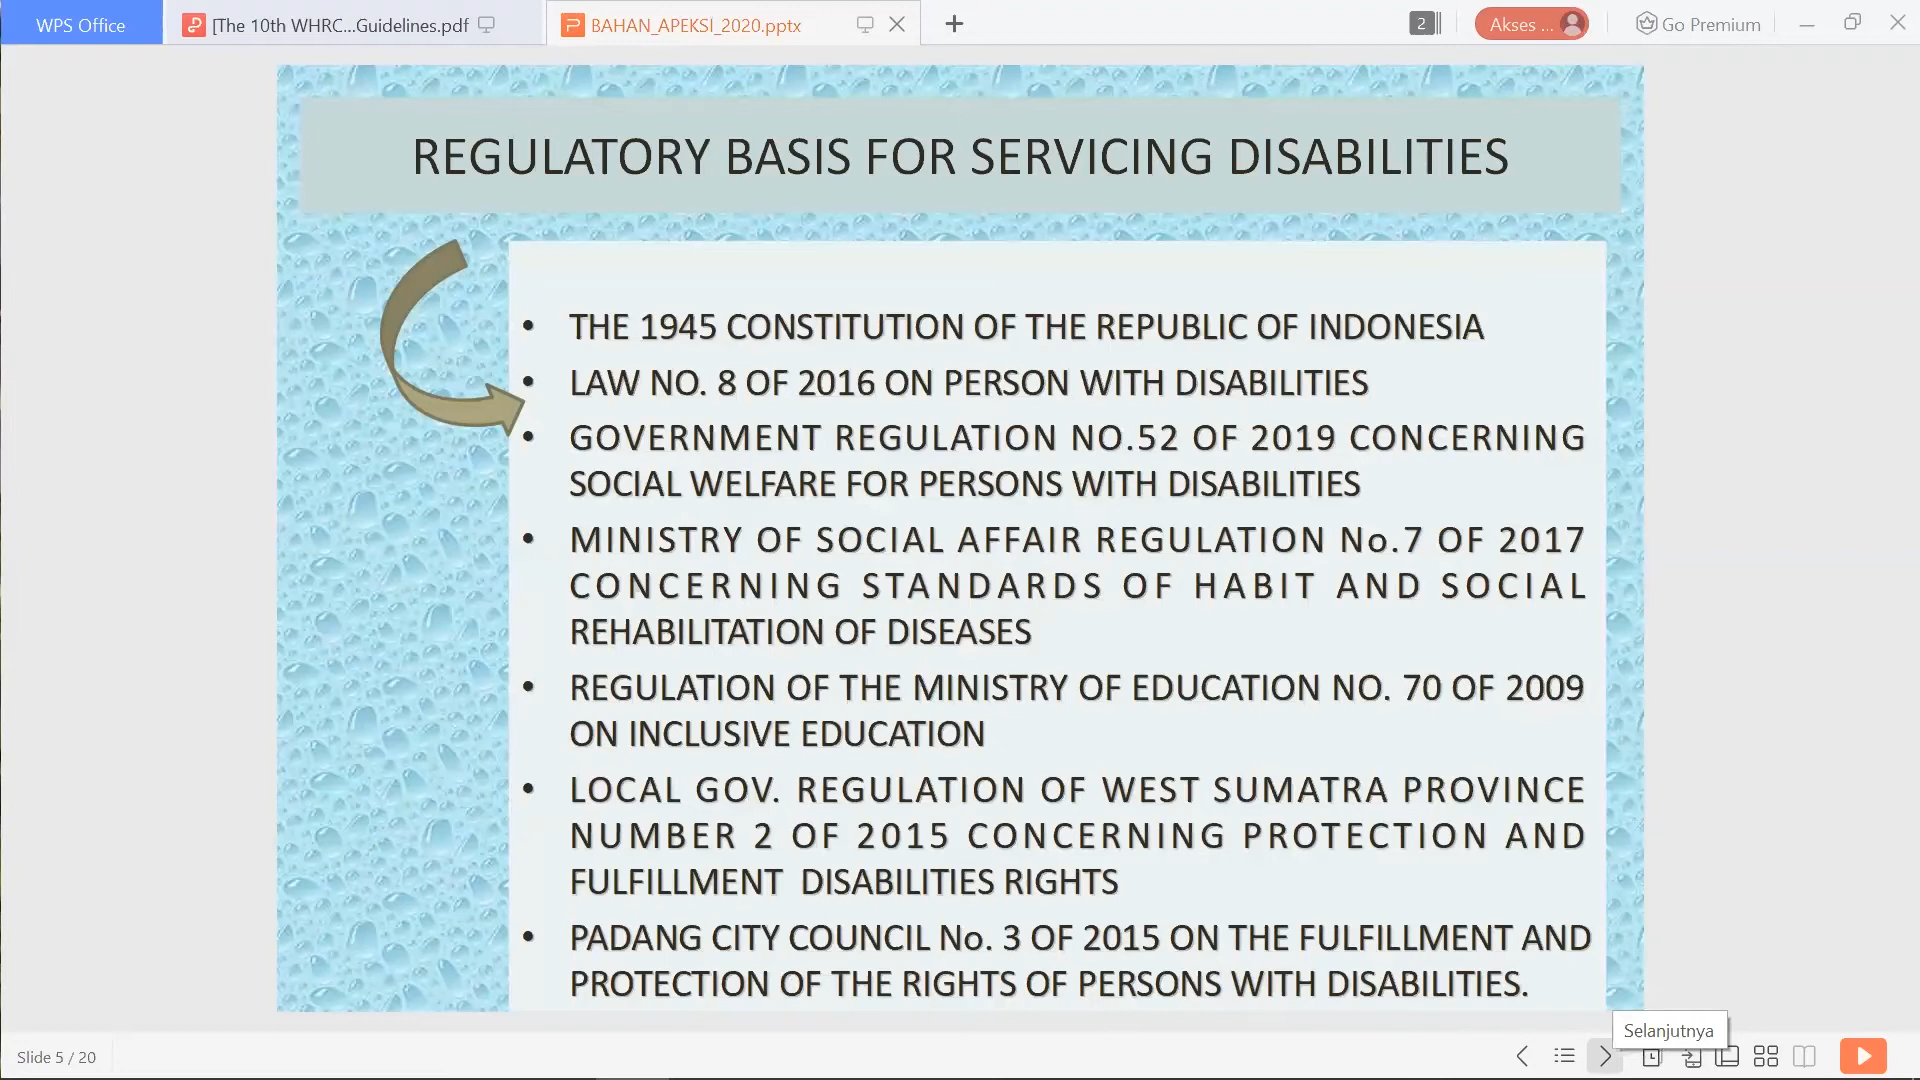 WPS Office
[The 10th WHRC...Guidelines.pdf
BAHAN_APEKSI_2020.pptx
2
Akses ...
Go Premium
REGULATORY BASIS FOR SERVICING DISABILITIES
• THE 1945 CONSTITUTION OF THE REPUBLIC OF INDONESIA
• LAW NO. 8 OF 2016 ON PERSON WITH DISABILITIES
• GOVERNMENT REGULATION NO.52 OF 2019 CONCERNING
SOCIAL WELFARE FOR PERSONS WITH DISABILITIES
• MINISTRY OF SOCIAL AFFAIR REGULATION No.7 OF 2017
CONCERNING STANDARDS OF HABIT AND SOCIAL
REHABILITATION OF DISEASES
• REGULATION OF THE MINISTRY OF EDUCATION NO. 70 OF 2009
ON INCLUSIVE EDUCATION
• LOCAL GOV. REGULATION OF WEST SUMATRA PROVINCE
NUMBER 2 OF 2015 CONCERNING PROTECTION AND
FULFILLMENT DISABILITIES RIGHTS
• PADANG CITY COUNCIL No. 3 OF 2015 ON THE FULFILLMENT AND
PROTECTION OF THE RIGHTS OF PERSONS WITH DISABILITIES.
Selanjutnya
Slide 5 / 20